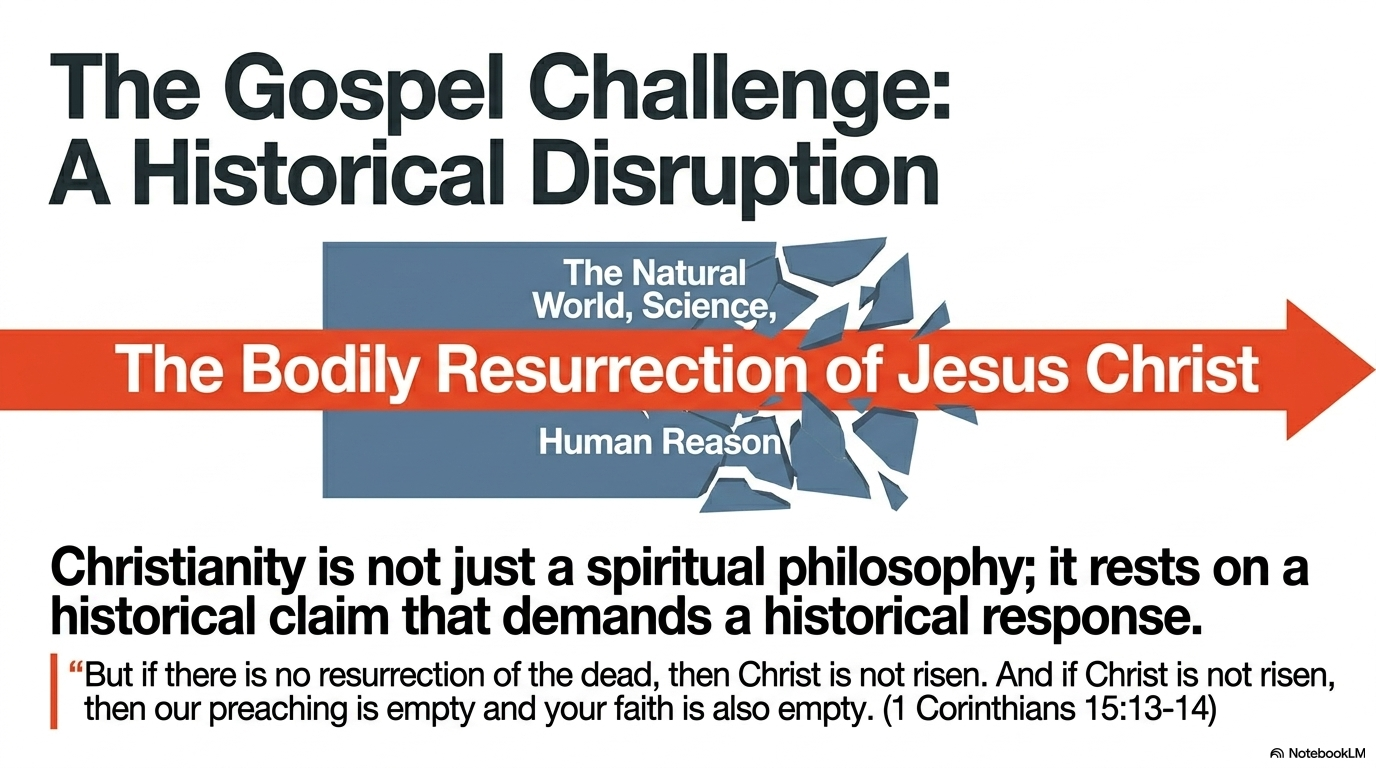 The Gospel Challenge:
A Historical Disruption
The Natural
World, Science,
The Bodily Resurrection of Jesus Christ
Human Reason
Christianity is not just a spiritual philosophy; it rests on a
historical claim that demands a historical response.
“But if there is no resurrection of the dead, then Christ is not risen. And if Christ is not risen,
then our preaching is empty and your faith is also empty. (1 Corinthians 15:13-14)
NotebookLM